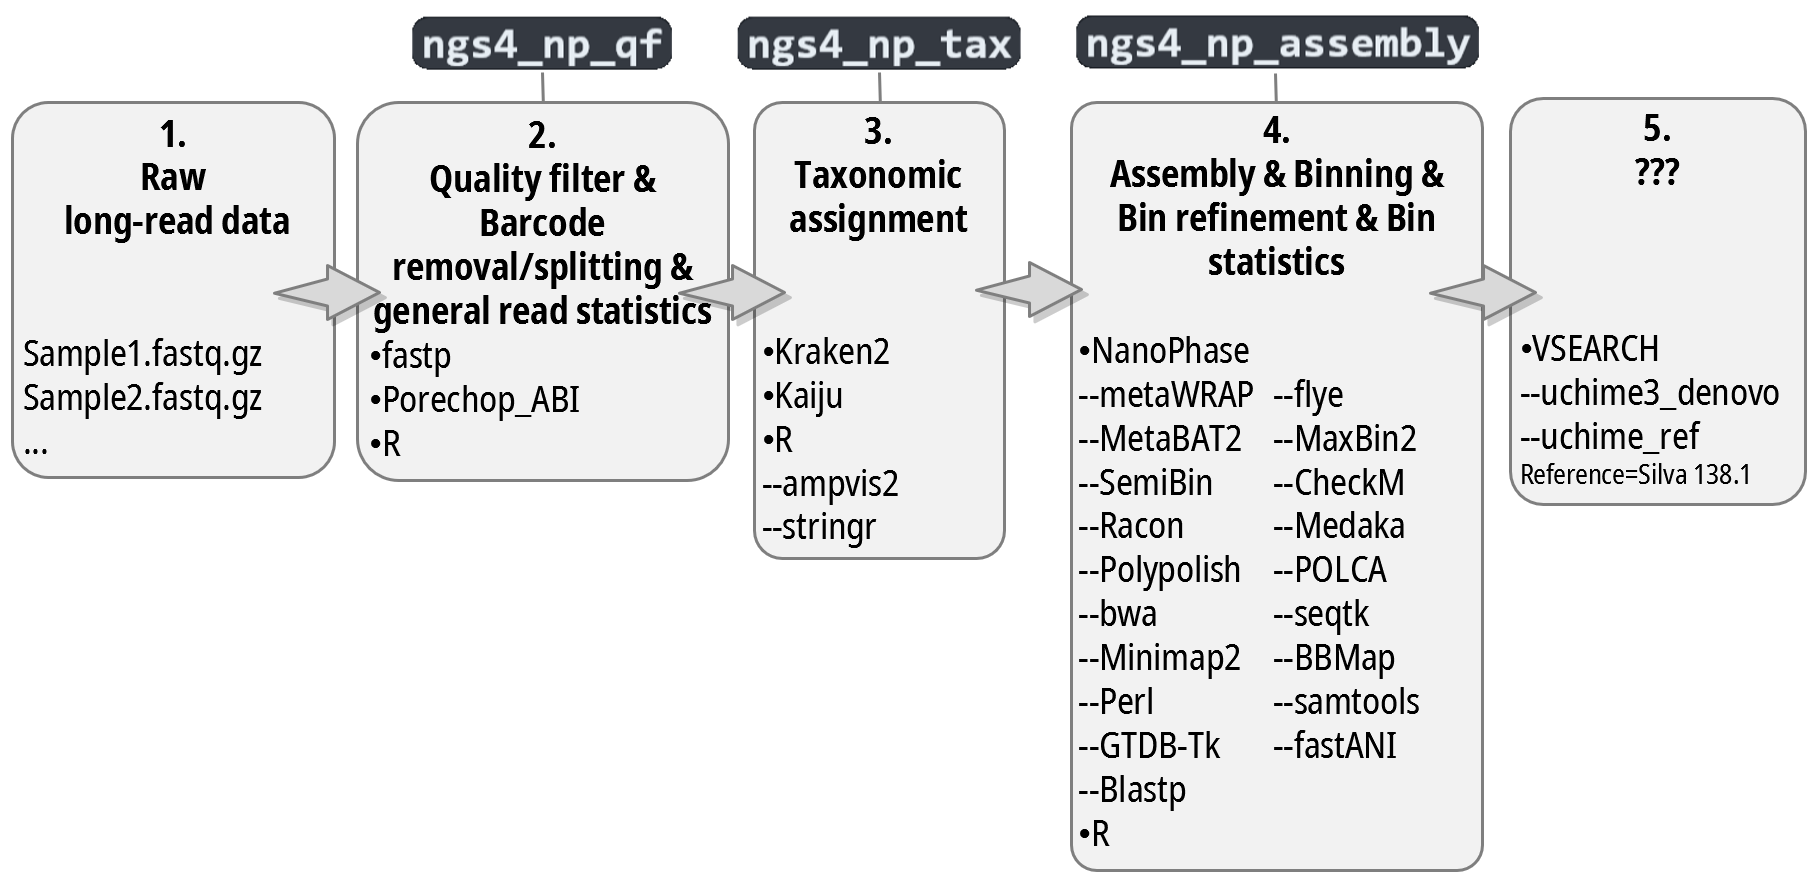 ngs4_np_qf
ngs4_np_tax
ngs4_np_assembly
1.
Raw
long-read data
Sample1.fastq.gz
Sample2.fastq.gz
...
2.
Quality filter &
Barcode
removal/splitting &
general read statistics
•fastp
•Porechop_ABI
•R
3.
Taxonomic
assignment
•Kraken2
•Kaiju
•R
--ampvis2
--stringr
4.
Assembly & Binning &
Bin refinement & Bin
statistics
•NanoPhase
--metaWRAP --flye
--MetaBAT2 --MaxBin2
--SemiBin --CheckM
--Racon --Medaka
--Polypolish --POLCA
--bwa --seqtk
--Minimap2 --BBMap
--Perl --samtools
--GTDB-Tk --fastANI
--Blastp
•R
5.
???
•VSEARCH
--uchime3_denovo
--uchime_ref
Reference=Silva 138.1